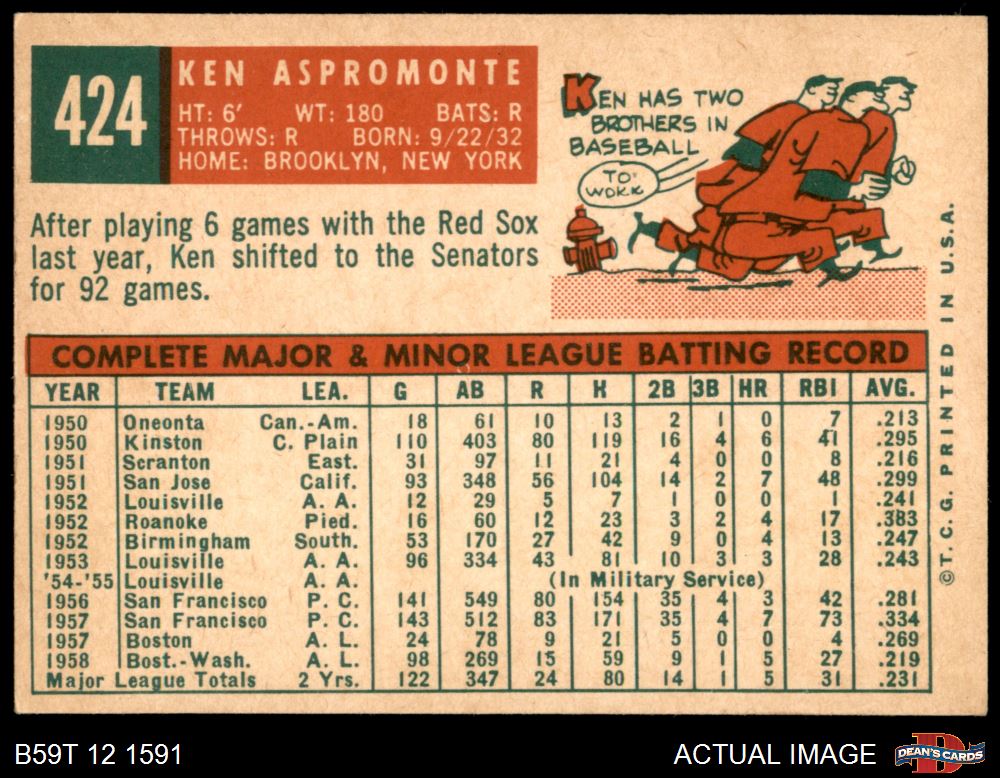 424
KEN ASPROMONTE
HT: 6' WT: 180 BATS: R
THROWS: R BORN: 9/22/32
HOME: BROOKLYN, NEW YORK
KEN HAS TWO
BROTHERS IN
BASEBALL
TO
WORK
After playing 6 games with the Red Sox
last year, Ken shifted to the Senators
for 92 games.
COMPLETE MAJOR & MINOR LEAGUE BATTING RECORD
YEAR TEAM LEA. G AB R H 2B 3B HR RBI AVG.
1950 Oneonta Can.-Am. 18 61 10 13 2 1 0 7 .213
1950 Kinston C. Plain 110 403 80 119 16 4 6 41 .295
1951 Scranton East. 31 97 11 21 4 0 0 8 .216
1951 San Jose Calif. 93 348 56 104 14 2 7 48 .299
1952 Louisville A. A. 12 29 5 7 1 0 0 1 .241
1952 Roanoke Pied. 16 60 12 23 3 2 4 17 .383
1952 Birmingham South. 53 170 27 42 9 0 4 13 .247
1953 Louisville A. A. 96 334 43 81 10 3 3 28 .243
'54-'55 Louisville A. A. (In Military Service)
1956 San Francisco P. C. 141 549 80 154 35 4 3 42 .281
1957 San Francisco P. C. 143 512 83 171 35 4 7 73 .334
1957 Boston A. L. 24 78 9 21 5 0 0 4 .269
1958 Bost.-Wash. A. L. 98 269 15 59 9 1 5 27 .219
Major League Totals 2 Yrs. 122 347 24 80 14 1 5 31 .231
©T. C. G. PRINTED IN U.S.A.
B59T 12 1591
ACTUAL IMAGE
DEAN'S CARDS